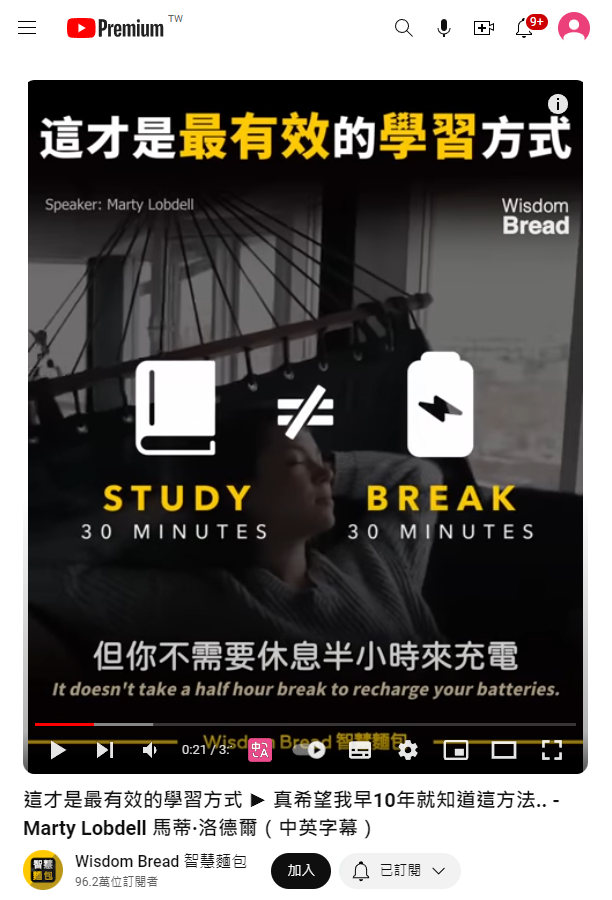 Premium TW
9+
這才是最有效的學習方式
Speaker: Marty Lobdell
Wisdom
Bread
STUDY
30 MINUTES
BREAK
30 MINUTES
但你不需要休息半小時來充電
It doesn't take a half hour break to recharge your batteries.
Wisdom Bread 智慧麵包
0:21 / 3:
中 A
這才是最有效的學習方式 ► 真希望我早10年就知道這方法.. -
Marty Lobdell 馬蒂·洛德爾 ( 中英字幕 )
智慧
麵包
Wisdom Bread 智慧麵包
96.2萬位訂閱者
加入
已訂閱